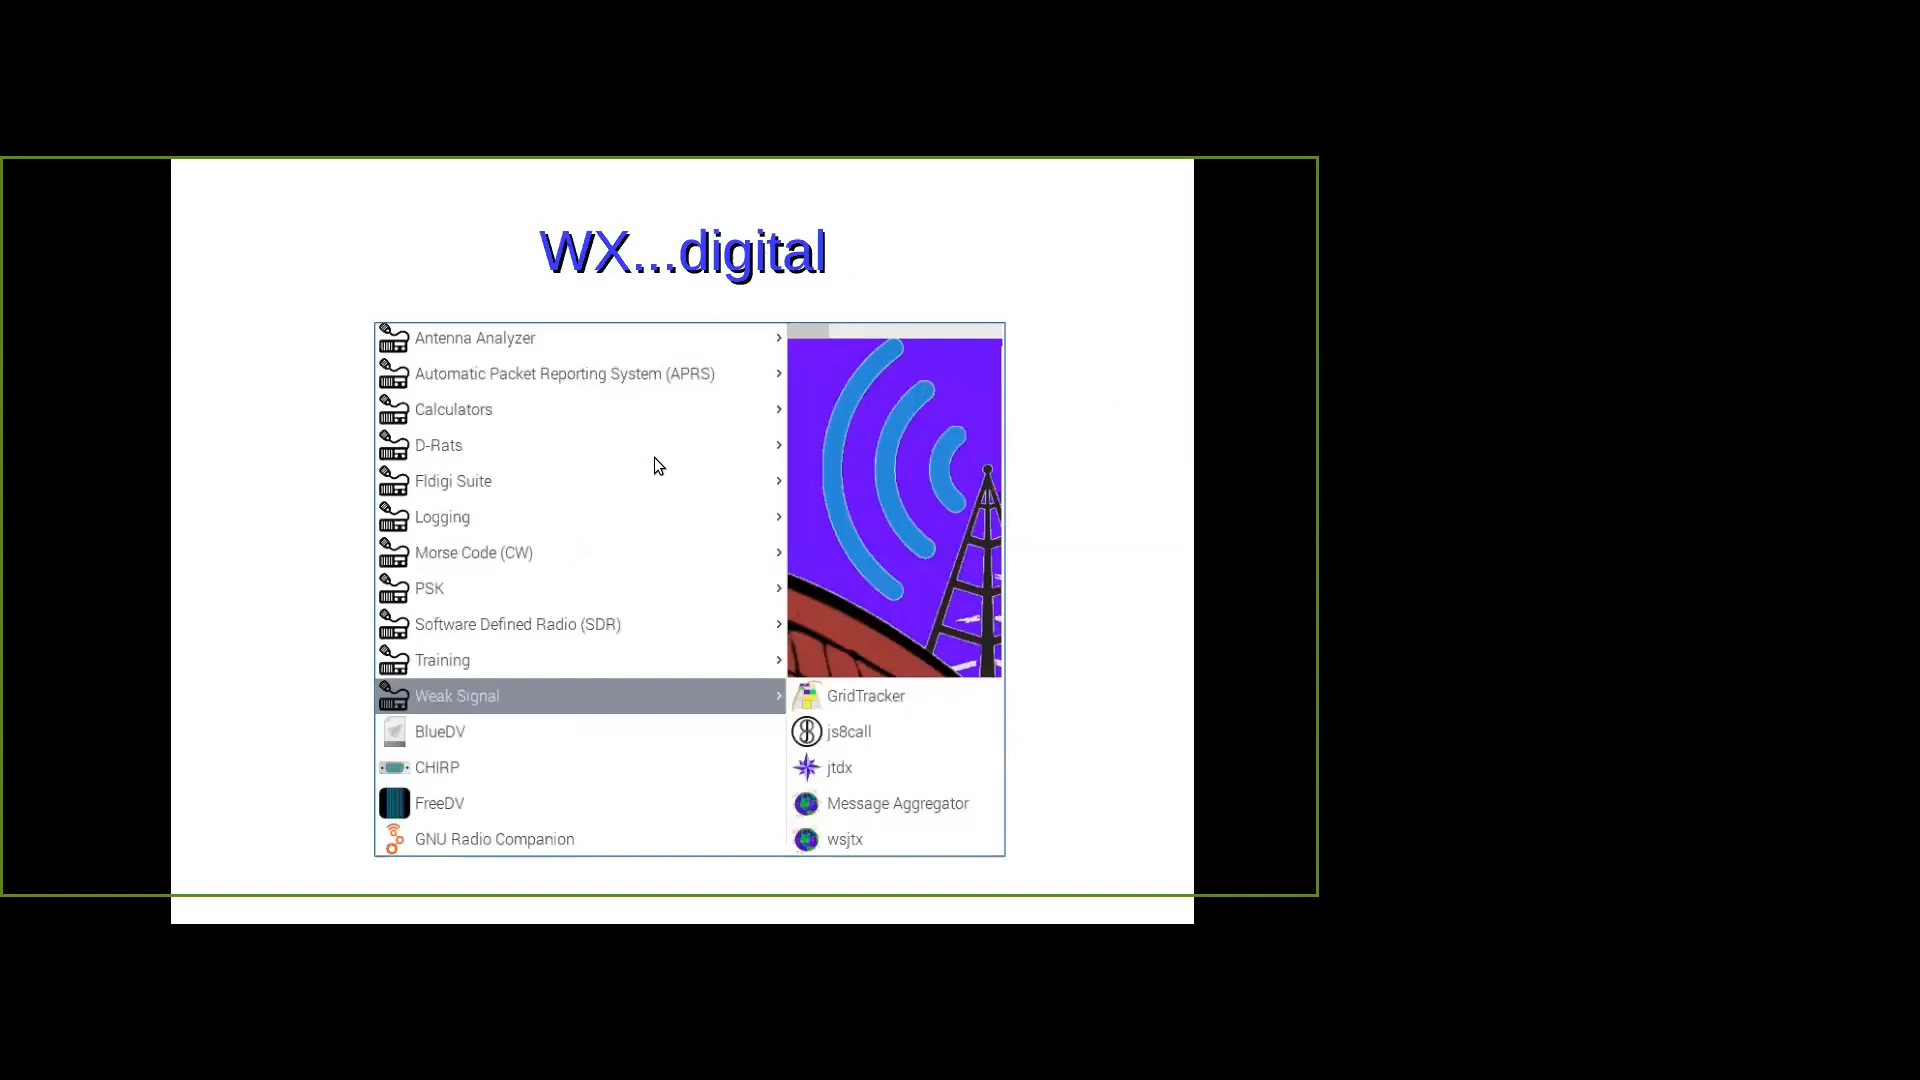 WX...digital
Antenna Analyzer
Automatic Packet Reporting System (APRS)
Calculators
D-Rats
Fldigi Suite
Logging
Morse Code (CW)
PSK
Software Defined Radio (SDR)
Training
Weak Signal
GridTracker
BlueDV
js8call
CHIRP
jtdx
FreeDV
Message Aggregator
GNU Radio Companion
wsjtx